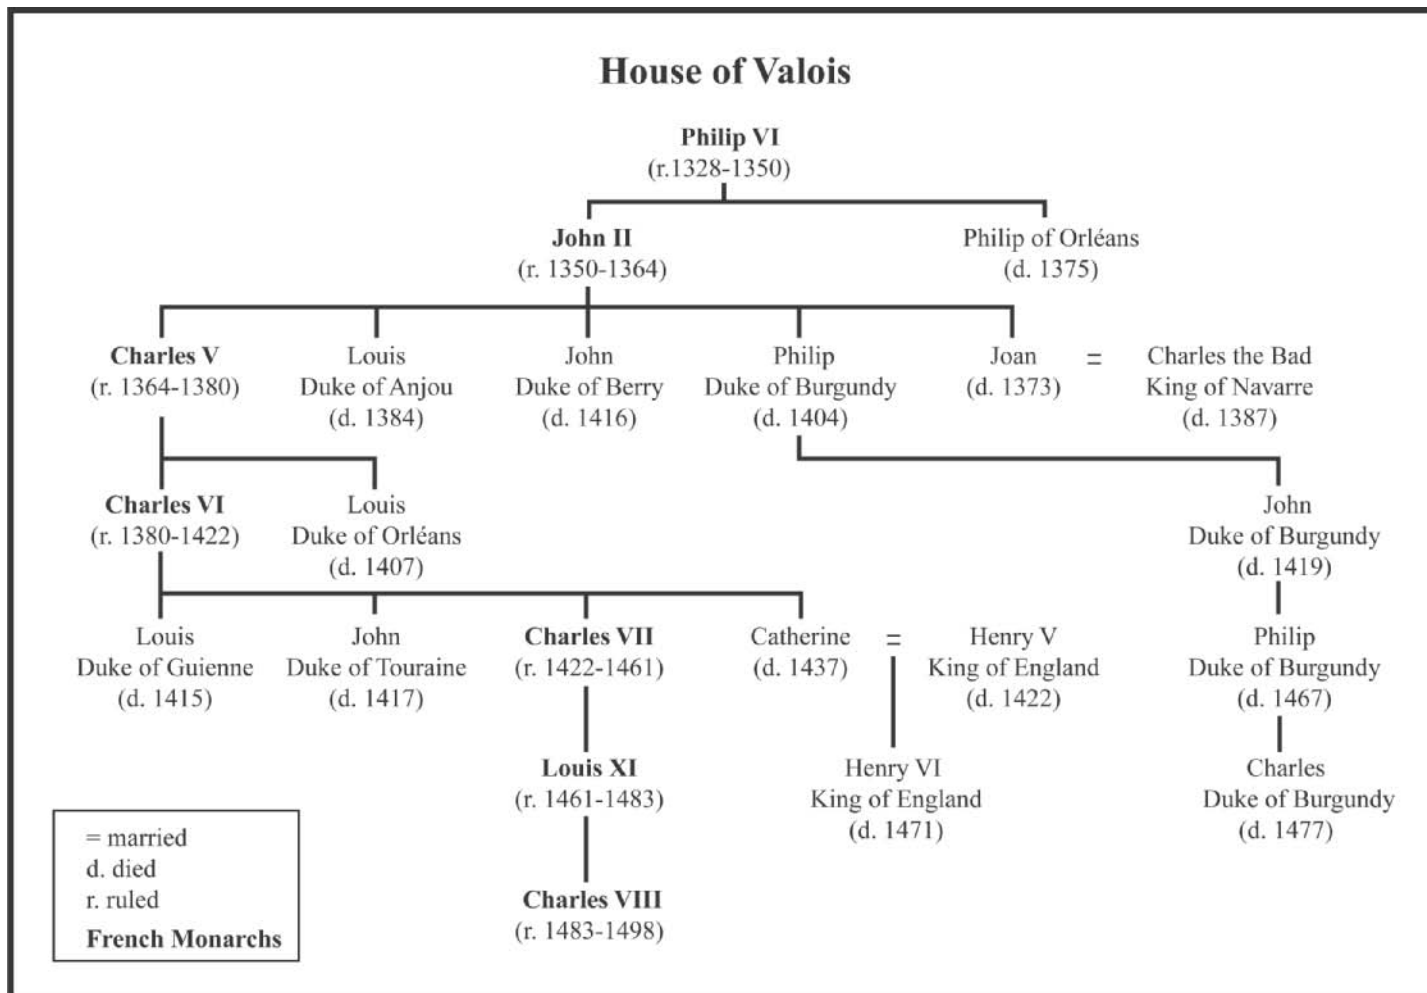 House of Valois
Philip VI
(r.1328-1350)
John II
(r. 1350-1364)
Philip of Orléans
(d. 1375)
Charles V
(r. 1364-1380)
Louis
Duke of Anjou
(d. 1384)
John
Duke of Berry
(d. 1416)
Philip
Duke of Burgundy
(d. 1404)
Joan
(d. 1373)
=
Charles the Bad
King of Navarre
(d. 1387)
Charles VI
(r. 1380-1422)
Louis
Duke of Orléans
(d. 1407)
John
Duke of Burgundy
(d. 1419)
Louis
Duke of Guienne
(d. 1415)
John
Duke of Touraine
(d. 1417)
Charles VII
(r. 1422-1461)
Catherine
(d. 1437)
=
Henry V
King of England
(d. 1422)
Philip
Duke of Burgundy
(d. 1467)
Louis XI
(r. 1461-1483)
Henry VI
King of England
(d. 1471)
Charles
Duke of Burgundy
(d. 1477)
Charles VIII
(r. 1483-1498)
= married
d. died
r. ruled
French Monarchs